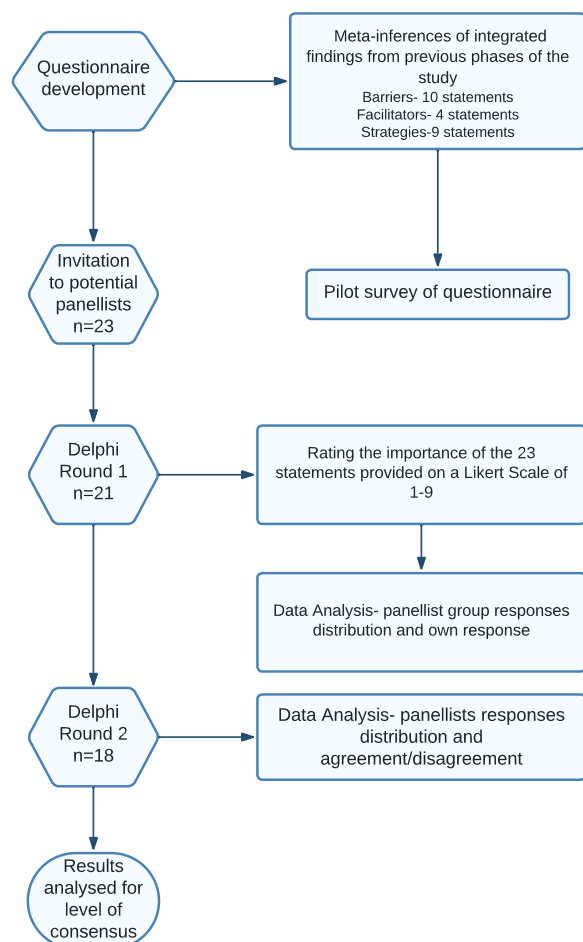 Questionnaire
development
Meta-inferences of integrated
findings from previous phases of the
study
Barriers- 10 statements
Facilitators- 4 statements
Strategies-9 statements
Invitation
to potential
panellists
n=23
Pilot survey of questionnaire
Delphi
Round 1
n=21
Rating the importance of the 23
statements provided on a Likert Scale of
1-9
Data Analysis- panellist group responses
distribution and own response
Delphi
Round 2
n=18
Data Analysis- panellists responses
distribution and
agreement/disagreement
Results
analysed for
level of
consensus